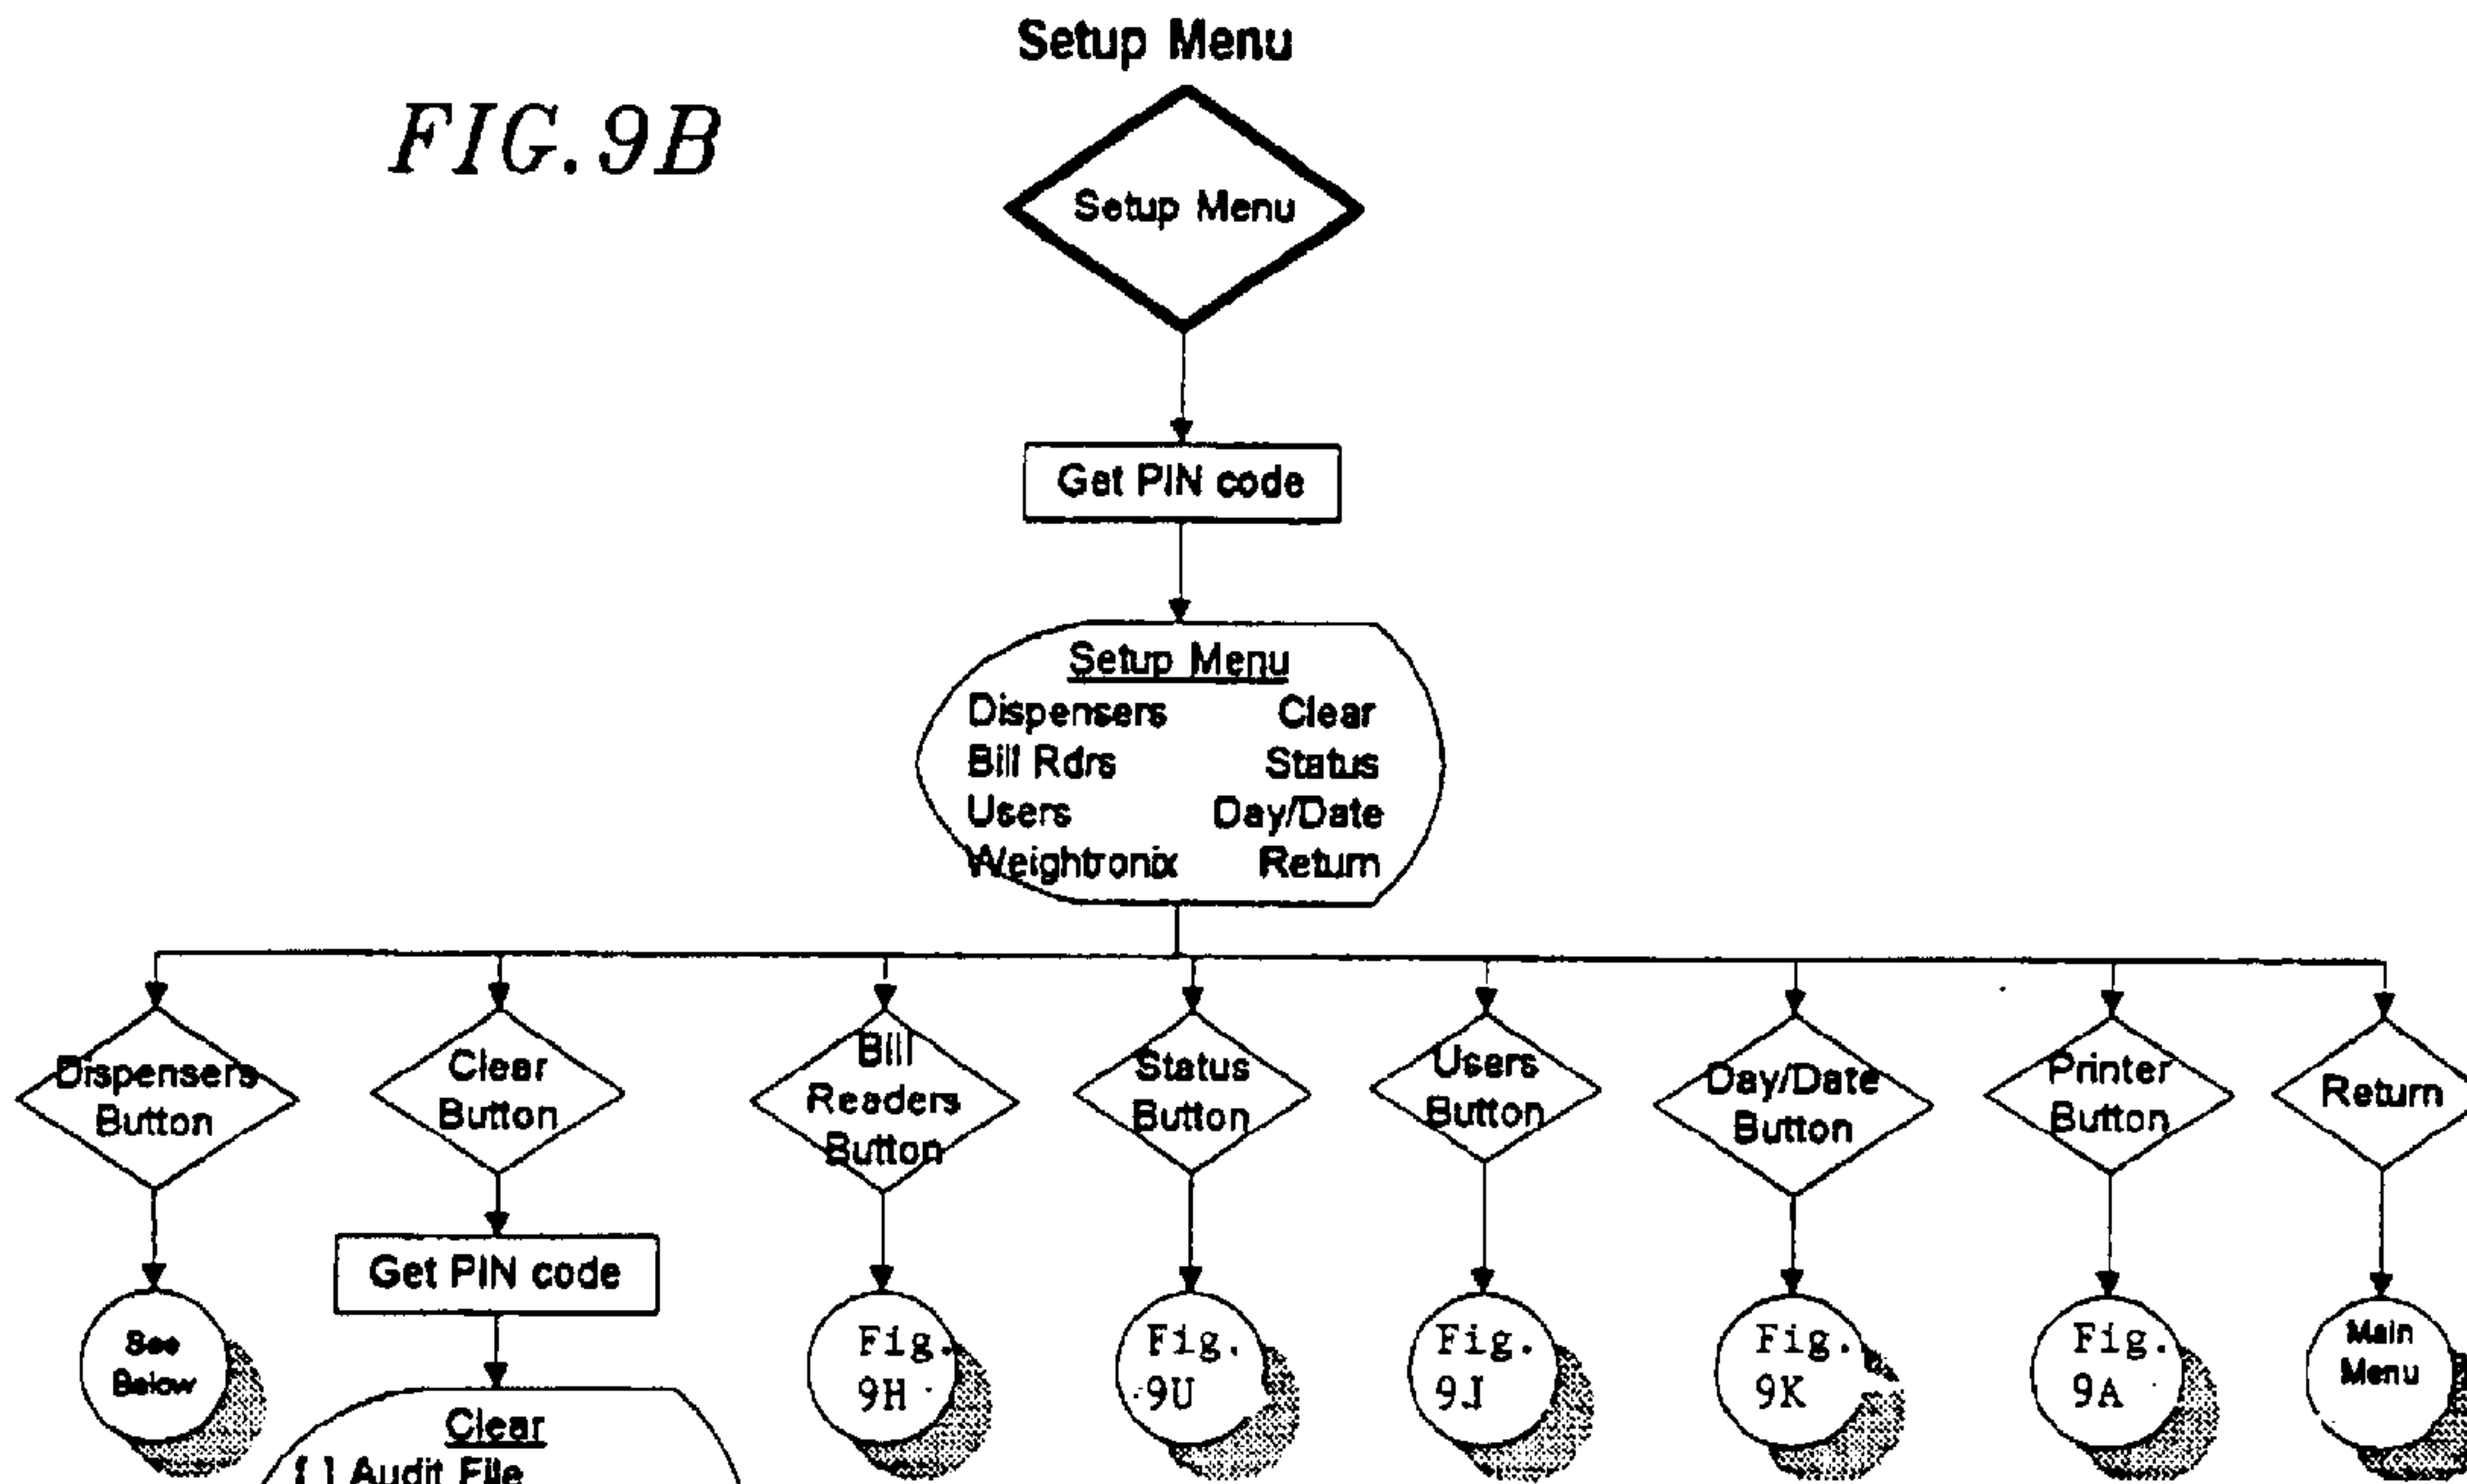 Setup Menu
FIG. 9B
Setup Menu
Get PIN code
Setup Menu
Dispensers Clear
Bill Rdrs Status
Users Day/Date
Weightronix Return
Dispensers
Button
Clear
Button
Bill
Readers
Button
Status
Button
Users
Button
Day/Date
Button
Printer
Button
Return
See
Below
Get PIN code
Fig.
9H
Fig.
9U
Fig.
9J
Fig.
9K
Fig.
9A
Main
Menu
Clear
[ ] Audit File